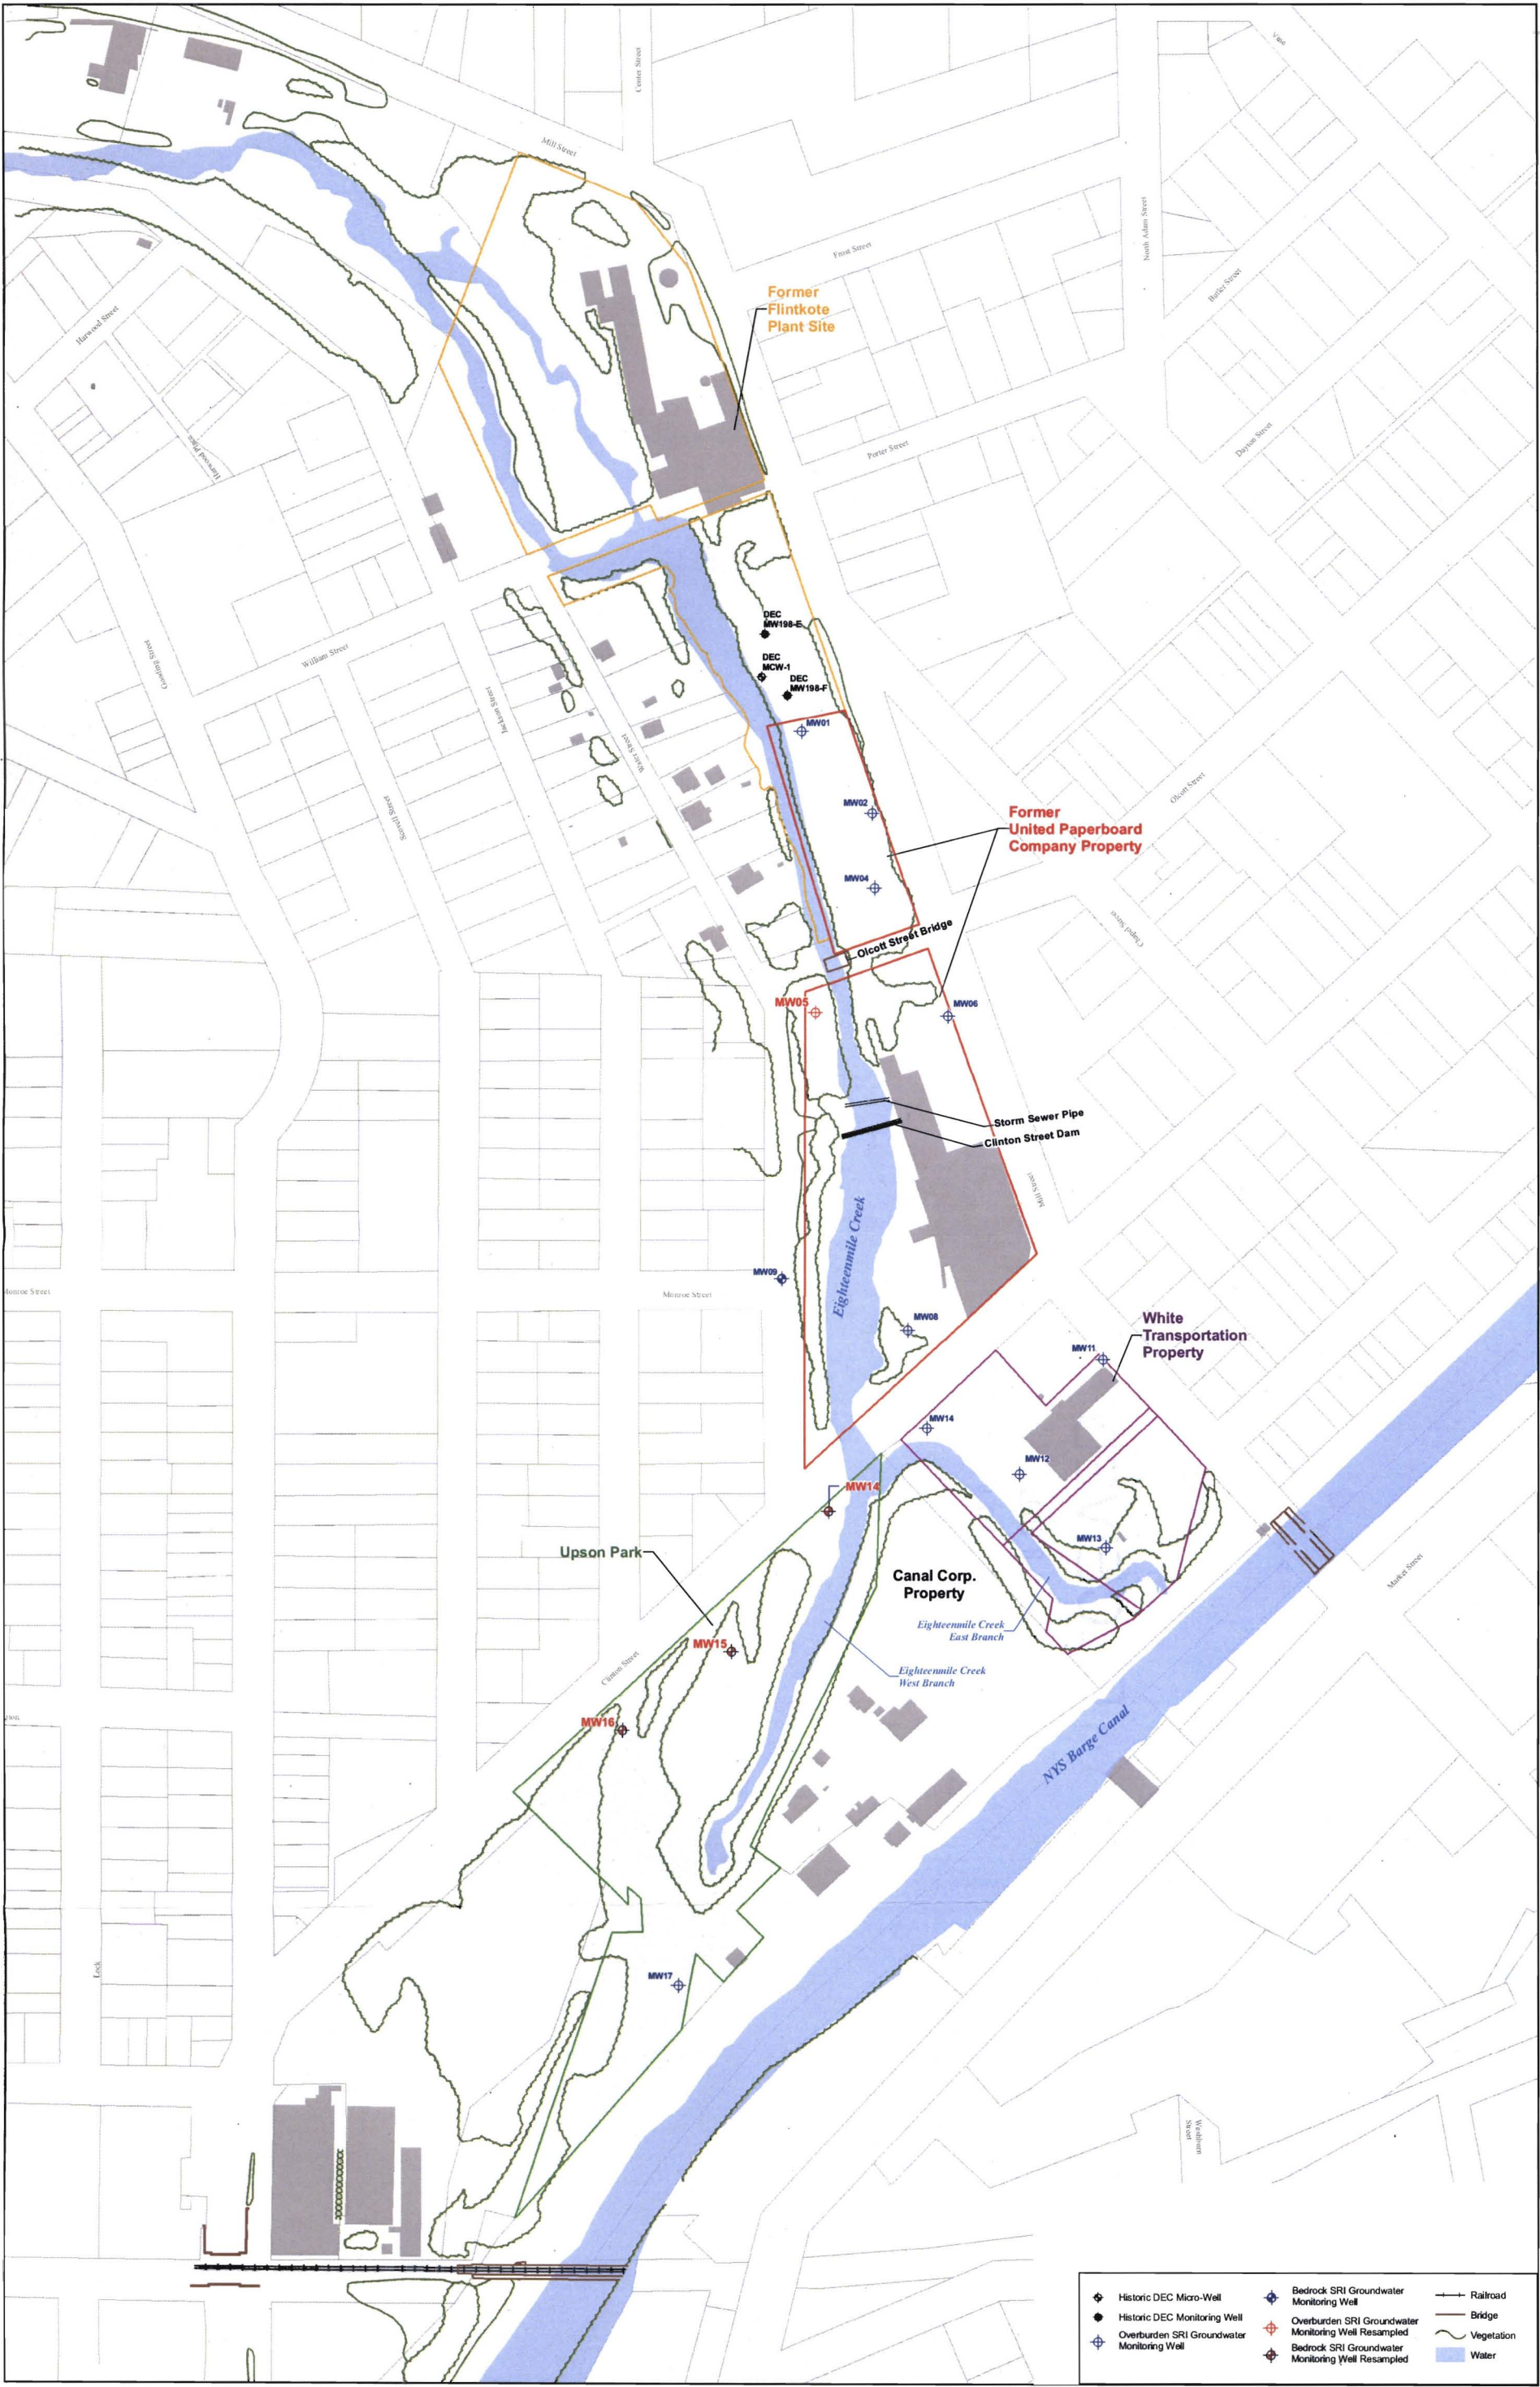 Center Street
Vine
Mill Street
North Adam Street
Frost Street
Butler Street
Former
Flintkote
Plant Site
Harwood Street
Harwood Place
Porter Street
Dayton Street
DEC
MW198-E
Gooding Street
William Street
DEC
MCW-1
DEC
MW198-F
Jackson Street
Water Street
MW01
Olcott Street
Scovell Street
MW02
Former
United Paperboard
Company Property
MW04
Chapel Street
Olcott Street Bridge
MW05
MW06
Storm Sewer Pipe
Clinton Street Dam
Mill Street
Eighteenmile Creek
MW09
Monroe Street
Monroe Street
MW08
White
Transportation
Property
MW11
MW14
MW12
MW14
MW13
Upson Park
Canal Corp.
Property
Market Street
Eighteenmile Creek
East Branch
MW15
Clinton Street
Eighteenmile Creek
West Branch
MW16
NYS Barge Canal
Lock
MW17
Washburn
Street
Historic DEC Micro-Well
Historic DEC Monitoring Well
Overburden SRI Groundwater
Monitoring Well
Bedrock SRI Groundwater
Monitoring Well
Overburden SRI Groundwater
Monitoring Well Resampled
Bedrock SRI Groundwater
Monitoring Well Resampled
Railroad
Bridge
Vegetation
Water